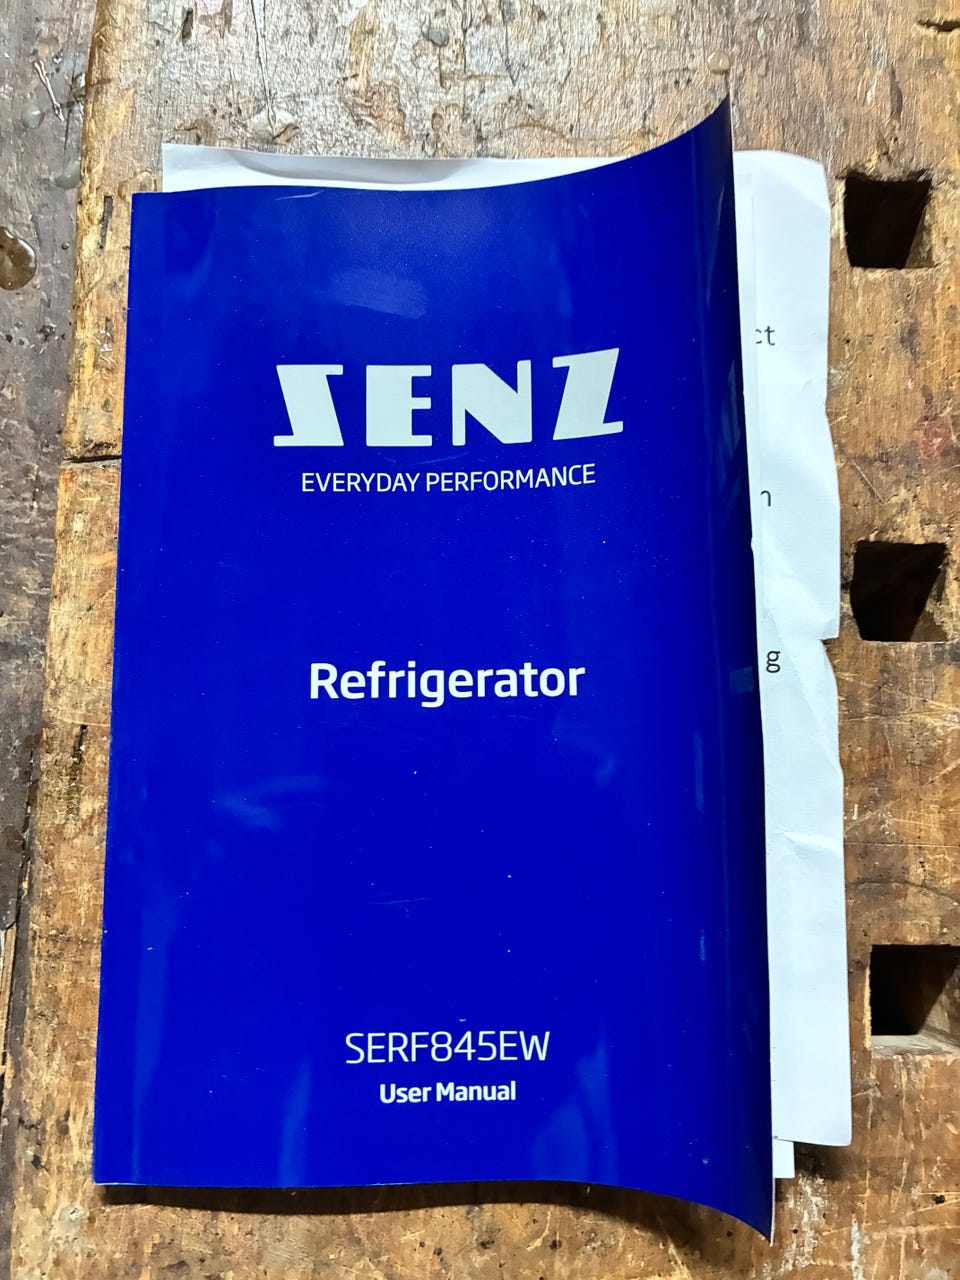 SENZ
EVERYDAY PERFORMANCE
Refrigerator
SERF845EW
User Manual